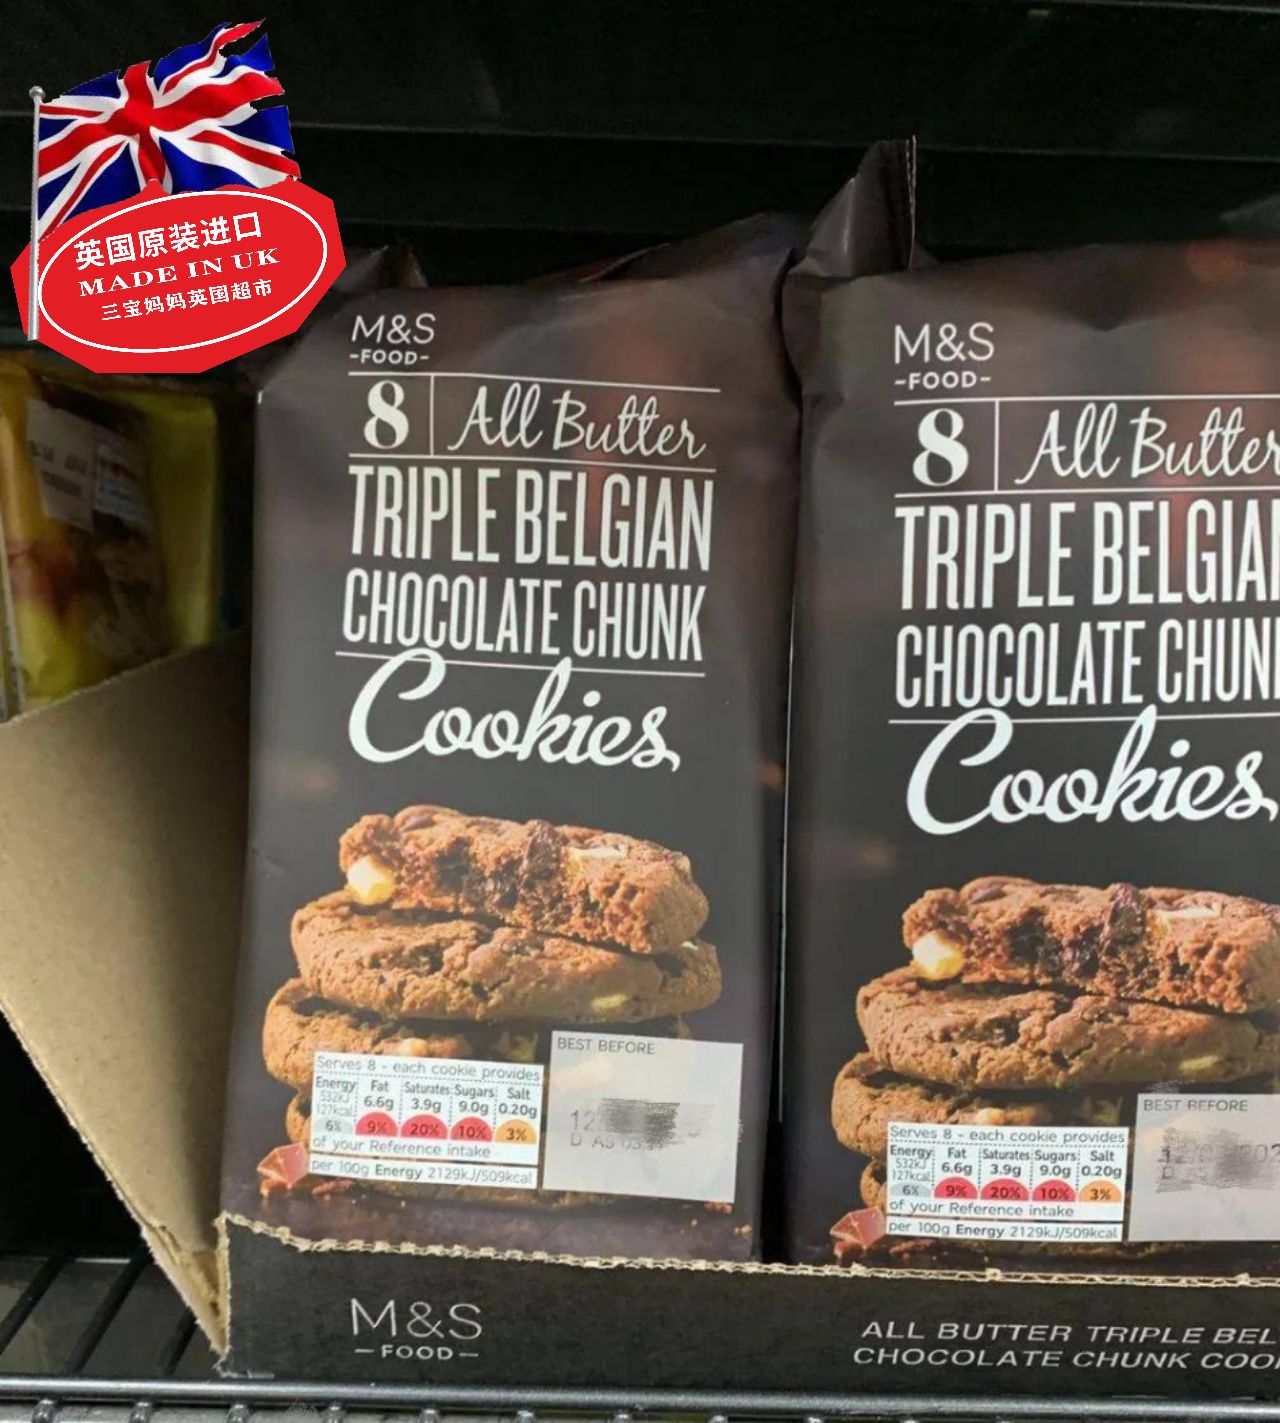 英国原装进口
MADE IN UK
三宝妈妈英国超市
M&S
-FOOD-
8 All Butter
TRIPLE BELGIAN
CHOCOLATE CHUNK
Cookies
Serves 8 - each cookie provides
Energy Fat Saturates Sugars Salt
532kJ 6.6g 3.9g 9.0g 0.20g
127kcal
6% 9% 20% 10% 3%
of your Reference intake
per 100g Energy 2129kJ/509kcal
BEST BEFORE
M&S
-FOOD-
8 All Butter
TRIPLE BELGIAN
CHOCOLATE CHUN
Cookies
Serves 8 - each cookie provides
Energy Fat Saturates Sugars Salt
532kJ 6.6g 3.9g 9.0g 0.20g
127kcal
6% 9% 20% 10% 3%
of your Reference intake
per 100g Energy 2129kJ/509kcal
BEST BEFORE
M&S
-FOOD-
ALL BUTTER TRIPLE BEL
CHOCOLATE CHUNK COO